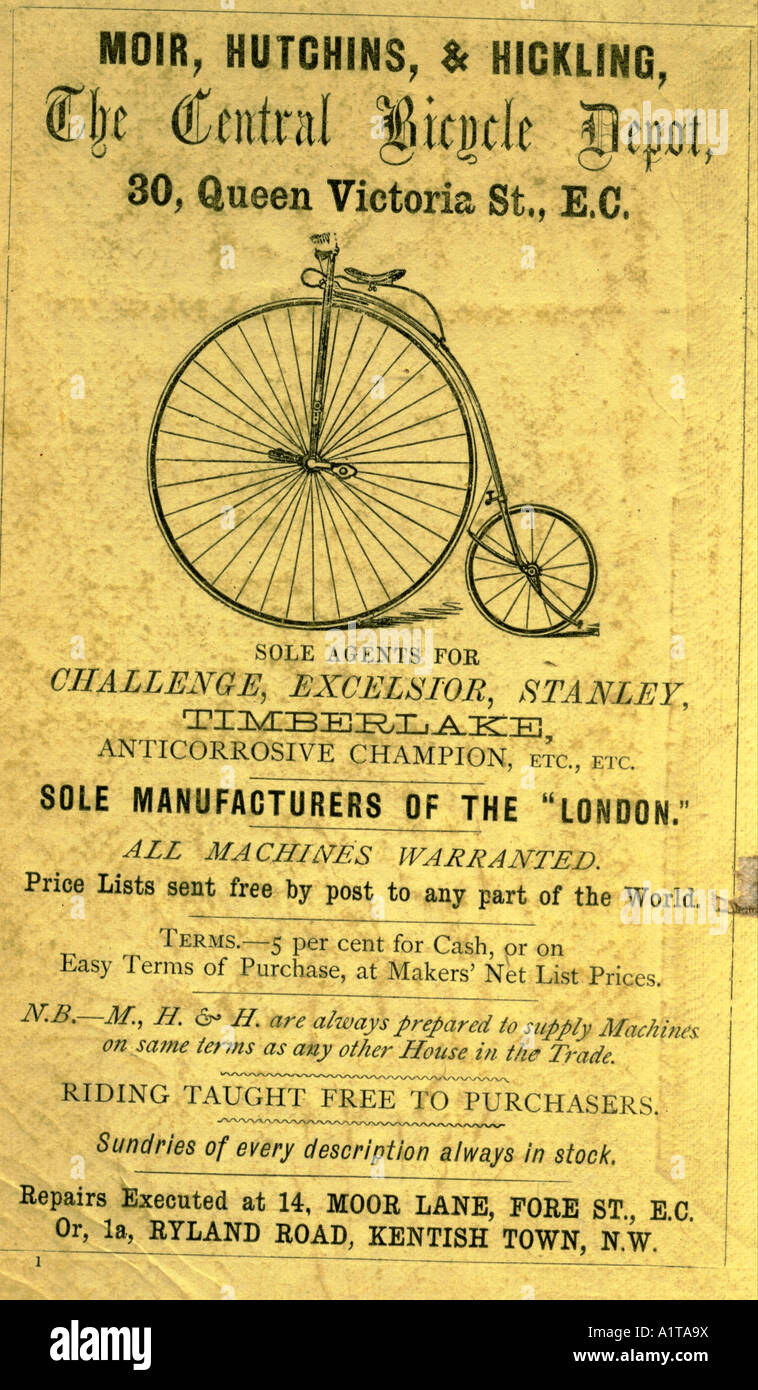 MOIR, HUTCHINS, & HICKLING,
The Central Bicycle Depot,
30, Queen Victoria St., E.C.
SOLE AGENTS FOR
CHALLENGE, EXCELSIOR, STANLEY,
TIMBERLAKE,
ANTICORROSIVE CHAMPION, ETC., ETC.
SOLE MANUFACTURERS OF THE "LONDON."
ALL MACHINES WARRANTED.
Price Lists sent free by post to any part of the World.
TERMS.—5 per cent for Cash, or on
Easy Terms of Purchase, at Makers' Net List Prices.
N.B.—M., H. & H. are always prepared to supply Machines
on same terms as any other House in the Trade.
RIDING TAUGHT FREE TO PURCHASERS.
Sundries of every description always in stock.
Repairs Executed at 14, MOOR LANE, FORE ST., E.C.
Or, 1a, RYLAND ROAD, KENTISH TOWN, N.W.
1
alamy
alamy
alamy
alamy
Image ID: A1TA9X
www.alamy.com